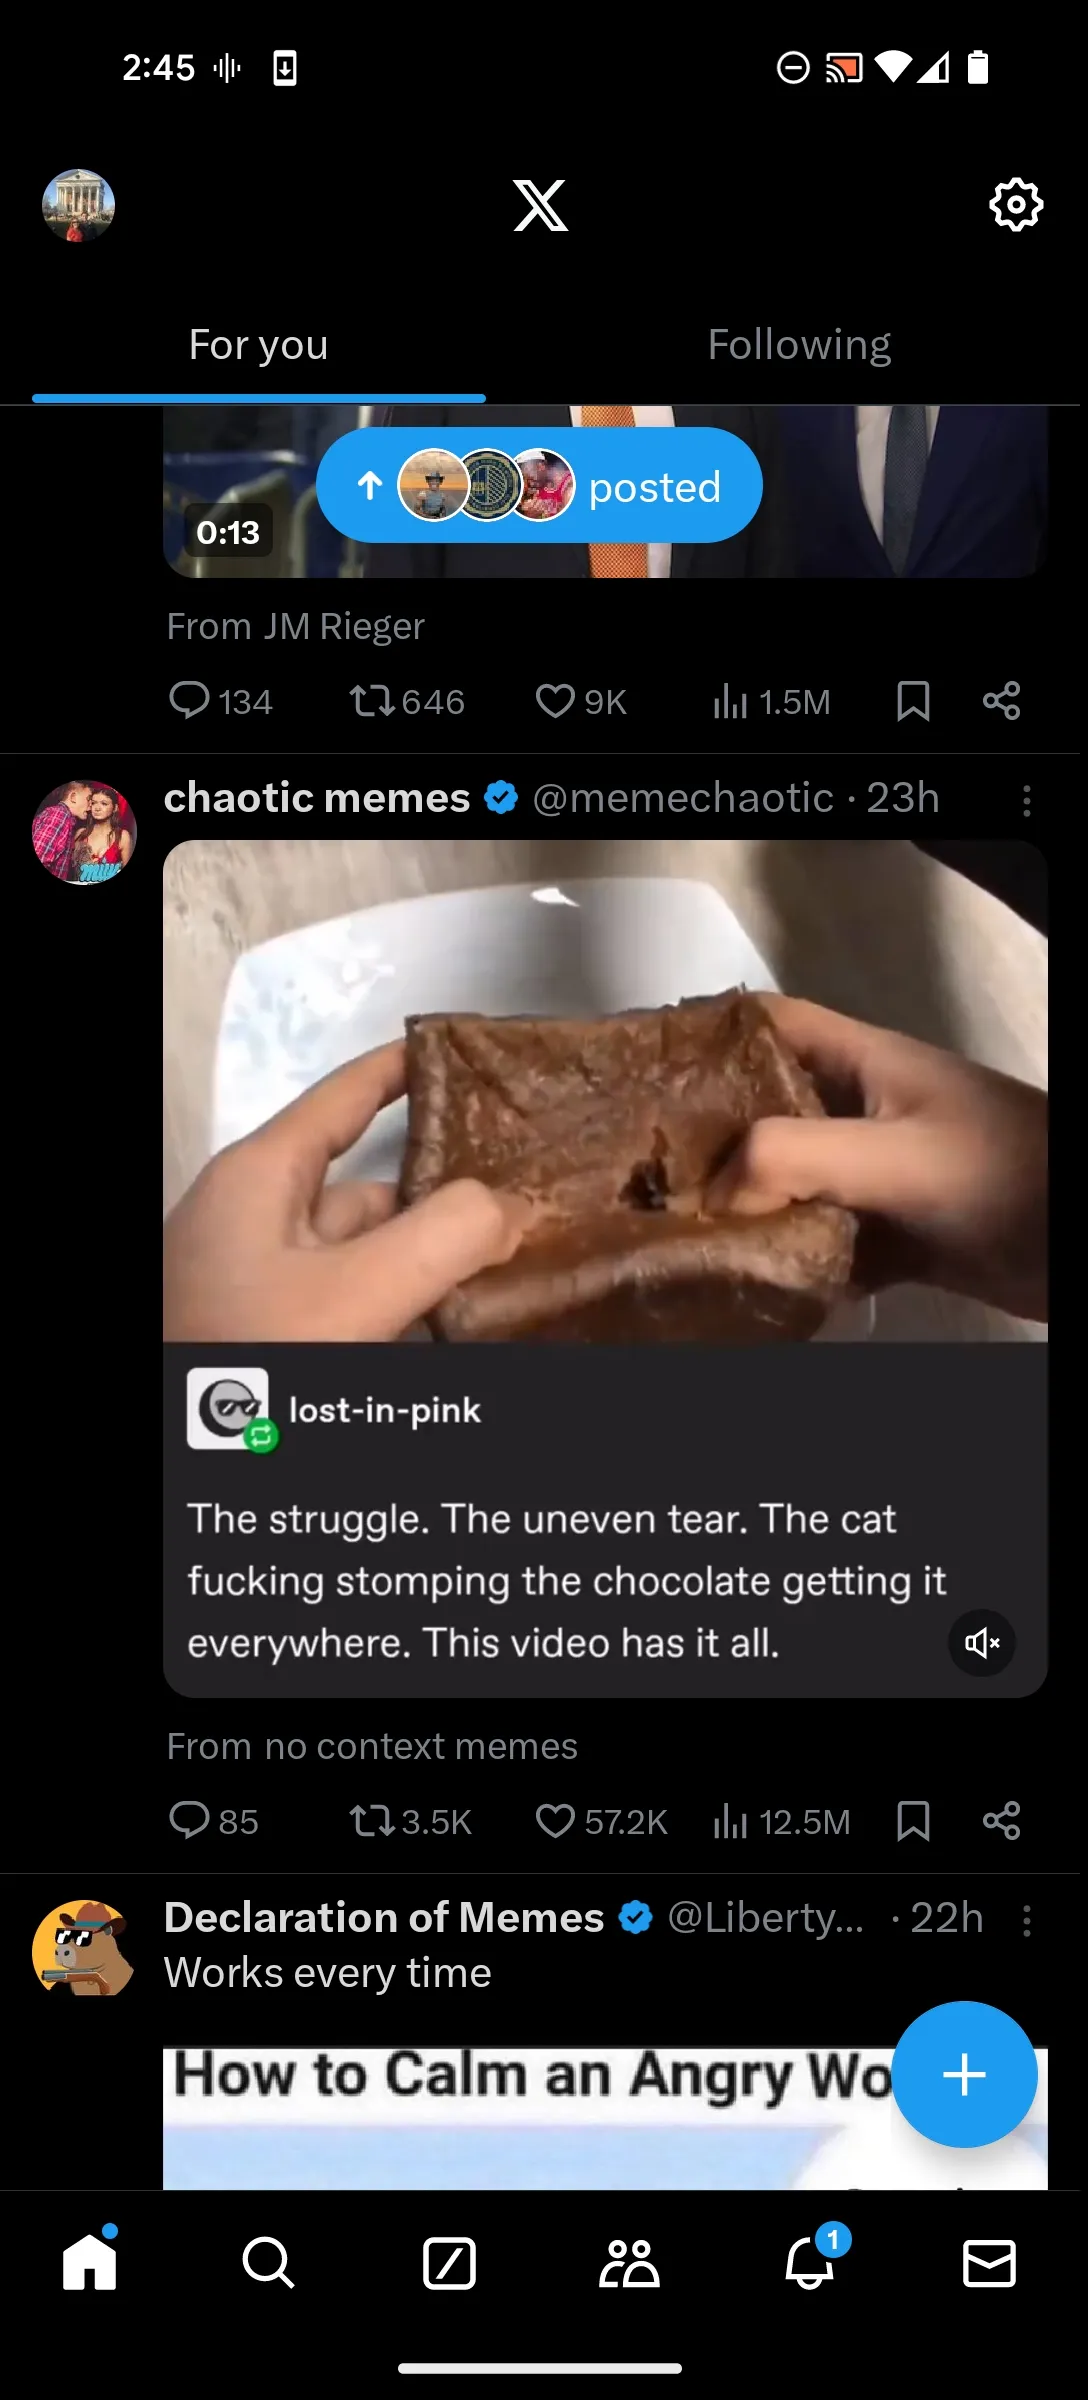 2:45
For you
Following
posted
0:13
From JM Rieger
134 646 9K 1.5M
chaotic memes @memechaotic · 23h
lost-in-pink
The struggle. The uneven tear. The cat
fucking stomping the chocolate getting it
everywhere. This video has it all.
From no context memes
85 3.5K 57.2K 12.5M
Declaration of Memes @Liberty... · 22h
Works every time
How to Calm an Angry Wo
1